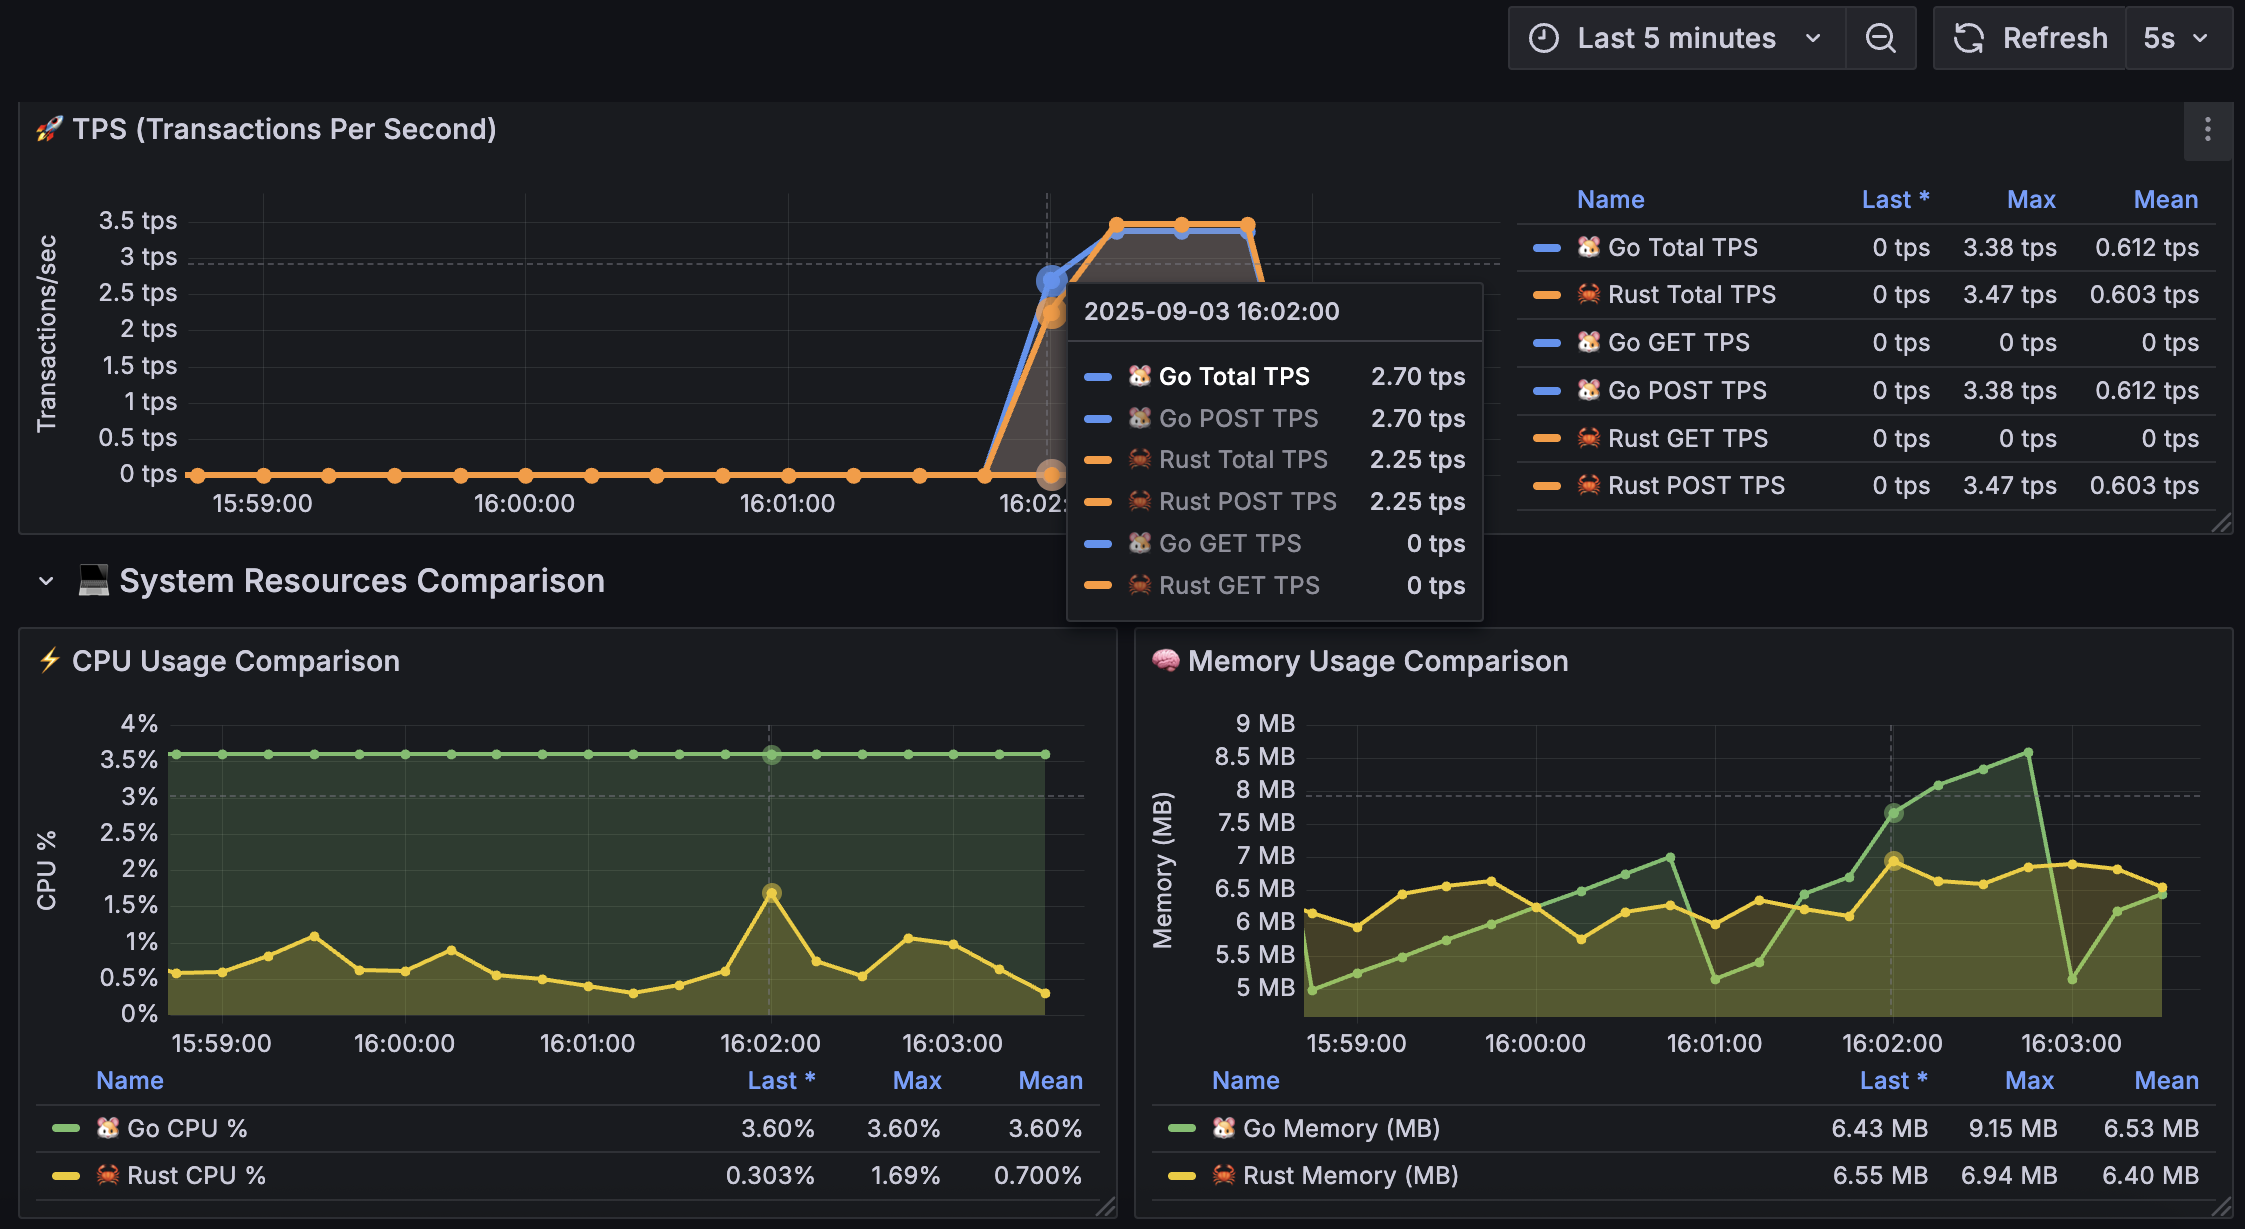 Last 5 minutes
Refresh
5s
🚀 TPS (Transactions Per Second)
Transactions/sec
3.5 tps
3 tps
2.5 tps
2 tps
1.5 tps
1 tps
0.5 tps
0 tps
15:59:00 16:00:00 16:01:00 16:02:
Name Last * Max Mean
🐹 Go Total TPS 0 tps 3.38 tps 0.612 tps
🦀 Rust Total TPS 0 tps 3.47 tps 0.603 tps
🐹 Go GET TPS 0 tps 0 tps 0 tps
🐹 Go POST TPS 0 tps 3.38 tps 0.612 tps
🦀 Rust GET TPS 0 tps 0 tps 0 tps
🦀 Rust POST TPS 0 tps 3.47 tps 0.603 tps
2025-09-03 16:02:00
🐹 Go Total TPS 2.70 tps
🐹 Go POST TPS 2.70 tps
🦀 Rust Total TPS 2.25 tps
🦀 Rust POST TPS 2.25 tps
🐹 Go GET TPS 0 tps
🦀 Rust GET TPS 0 tps
💻 System Resources Comparison
⚡ CPU Usage Comparison
CPU %
4%
3.5%
3%
2.5%
2%
1.5%
1%
0.5%
0%
15:59:00 16:00:00 16:01:00 16:02:00 16:03:00
Name Last * Max Mean
🐹 Go CPU % 3.60% 3.60% 3.60%
🦀 Rust CPU % 0.303% 1.69% 0.700%
🧠 Memory Usage Comparison
Memory (MB)
9 MB
8.5 MB
8 MB
7.5 MB
7 MB
6.5 MB
6 MB
5.5 MB
5 MB
15:59:00 16:00:00 16:01:00 16:02:00 16:03:00
Name Last * Max Mean
🐹 Go Memory (MB) 6.43 MB 9.15 MB 6.53 MB
🦀 Rust Memory (MB) 6.55 MB 6.94 MB 6.40 MB